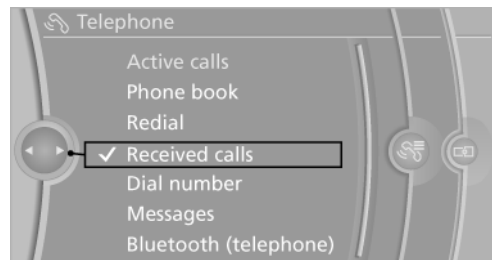 Telephone
Active calls
Phone book
Redial
Received calls
Dial number
Messages
Bluetooth (telephone)